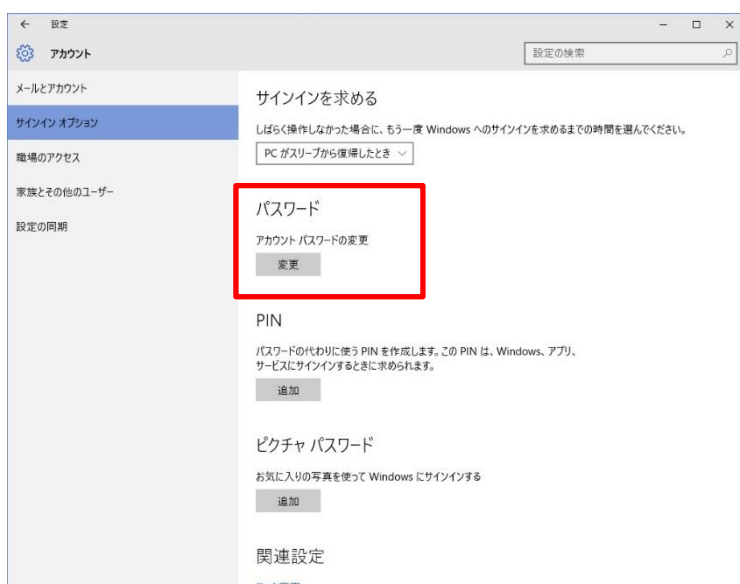 設定
アカウント
設定の検索
メールとアカウント
サインイン オプション
職場のアクセス
家族とその他のユーザー
設定の同期
サインインを求める
しばらく操作しなかった場合に、もう一度 Windows へのサインインを求めるまでの時間を選んでください。
PC がスリープから復帰したとき
パスワード
アカウント パスワードの変更
変更
PIN
パスワードの代わりに使う PIN を作成します。この PIN は、Windows、アプリ、
サービスにサインインするときに求められます。
追加
ピクチャ パスワード
お気に入りの写真を使って Windows にサインインする
追加
関連設定